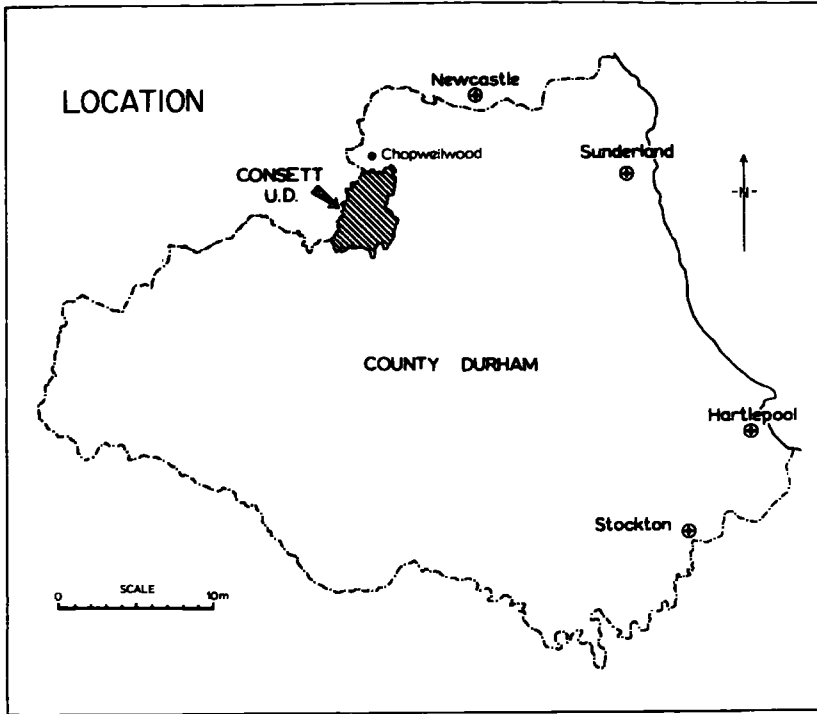 LOCATION
Newcastle
Chopwellwood
Sunderland
CONSETT
U.D.
-N-
COUNTY DURHAM
Hartlepool
Stockton
SCALE
0 10m